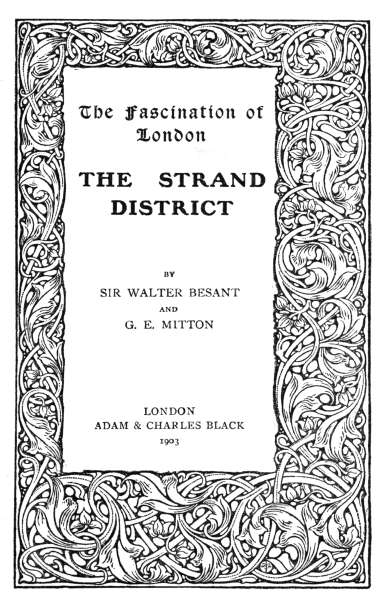 The Fascination of
London
THE STRAND
DISTRICT
BY
SIR WALTER BESANT
AND
G. E. MITTON
LONDON
ADAM & CHARLES BLACK
1903